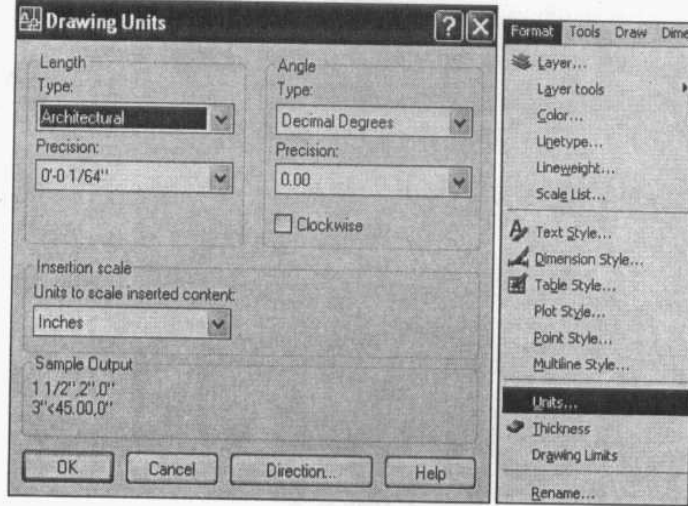 Drawing Units
Length
Type:
Architectural
Precision:
0'-0 1/64"
Angle
Type:
Decimal Degrees
Precision:
0.00
Clockwise
Insertion scale
Units to scale inserted content:
Inches
Sample Output
1 1/2",2",0"
3"<45.00,0"
OK Cancel Direction... Help
Format Tools Draw Dime
Layer...
Layer tools
Color...
Linetype...
Lineweight...
Scale List...
Text Style...
Dimension Style...
Table Style...
Plot Style...
Point Style...
Multiline Style...
Units...
Thickness
Drawing Limits
Rename...